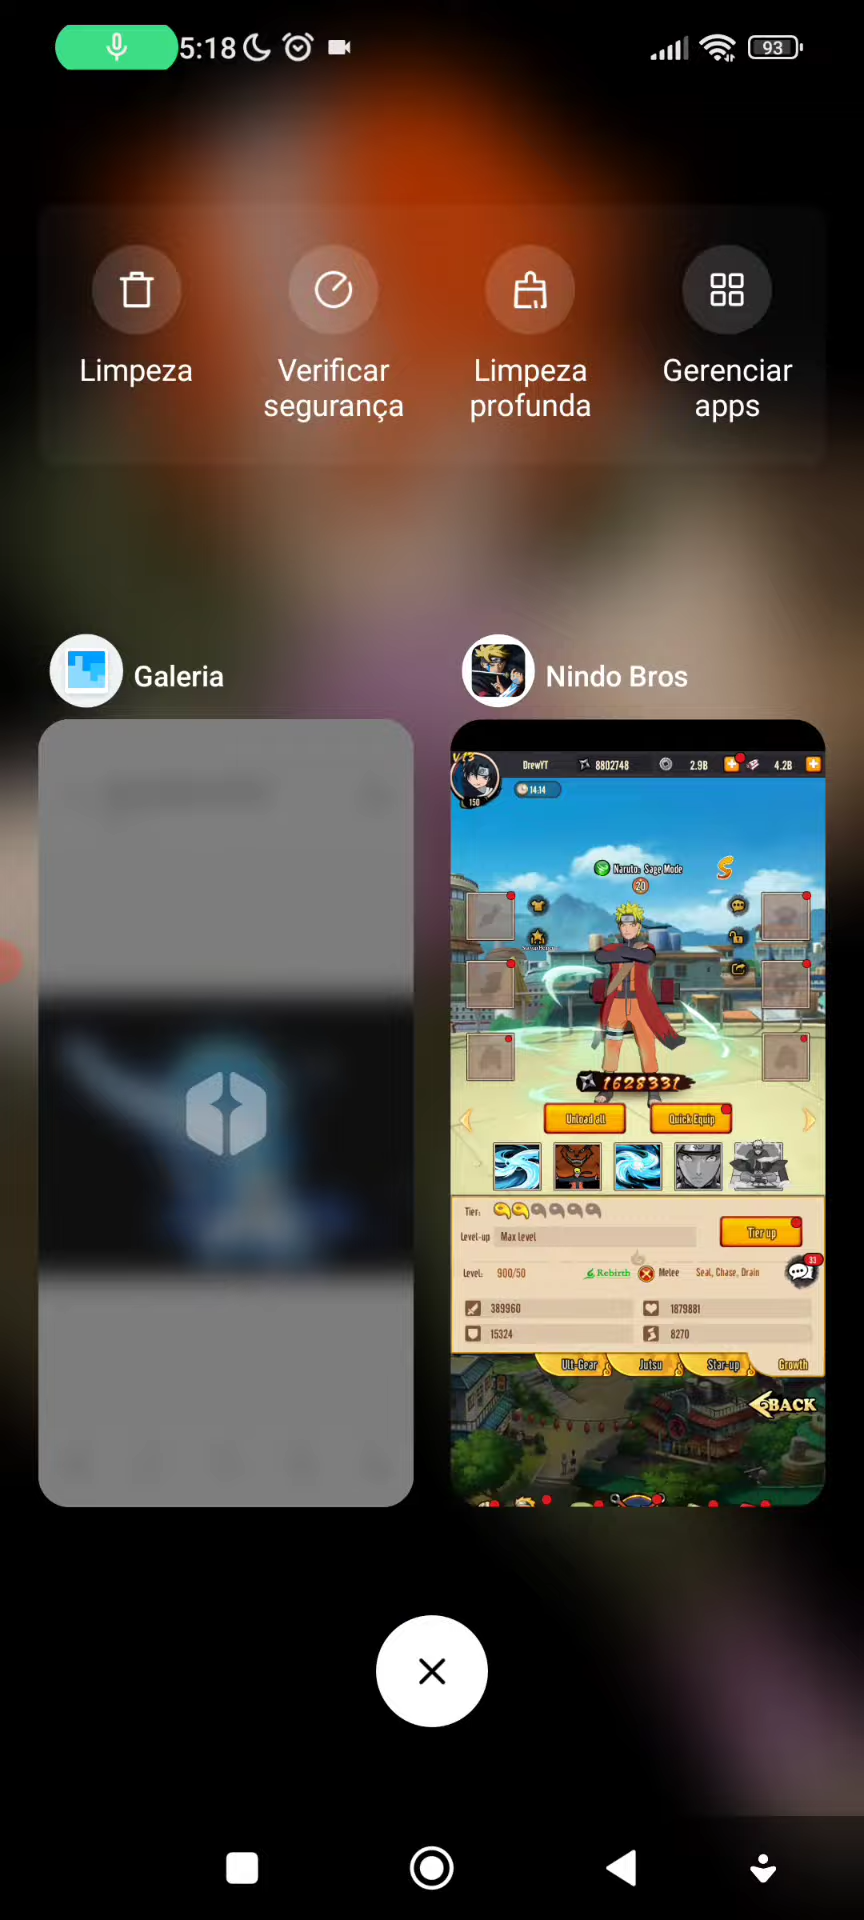 5:18
93
Limpeza
Verificar
segurança
Limpeza
profunda
Gerenciar
apps
Galeria
Nindo Bros
DrewYT
8802748
2.9B
4.2B
150
14:14
Naruto: Sage Mode
S
20
1628331
Unload all
Quick Equip
Tier:
Level-up
Max level
Tier up
Level:
900/50
Rebirth
Melee
Seal, Chase, Drain
33
389960
1879881
15324
8270
Ult-Gear
Jutsu
Star-up
Growth
BACK